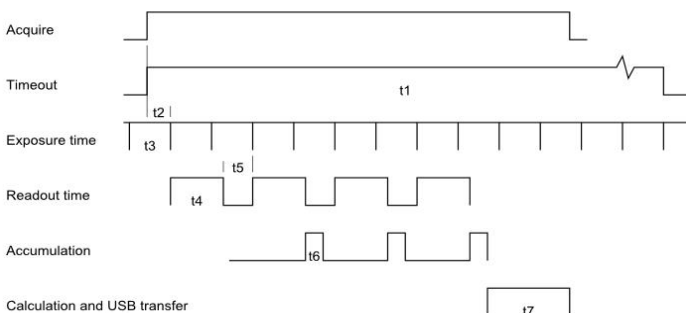 Acquire
Timeout
t1
t2
Exposure time
t3
t5
Readout time
t4
Accumulation
t6
Calculation and USB transfer
t7